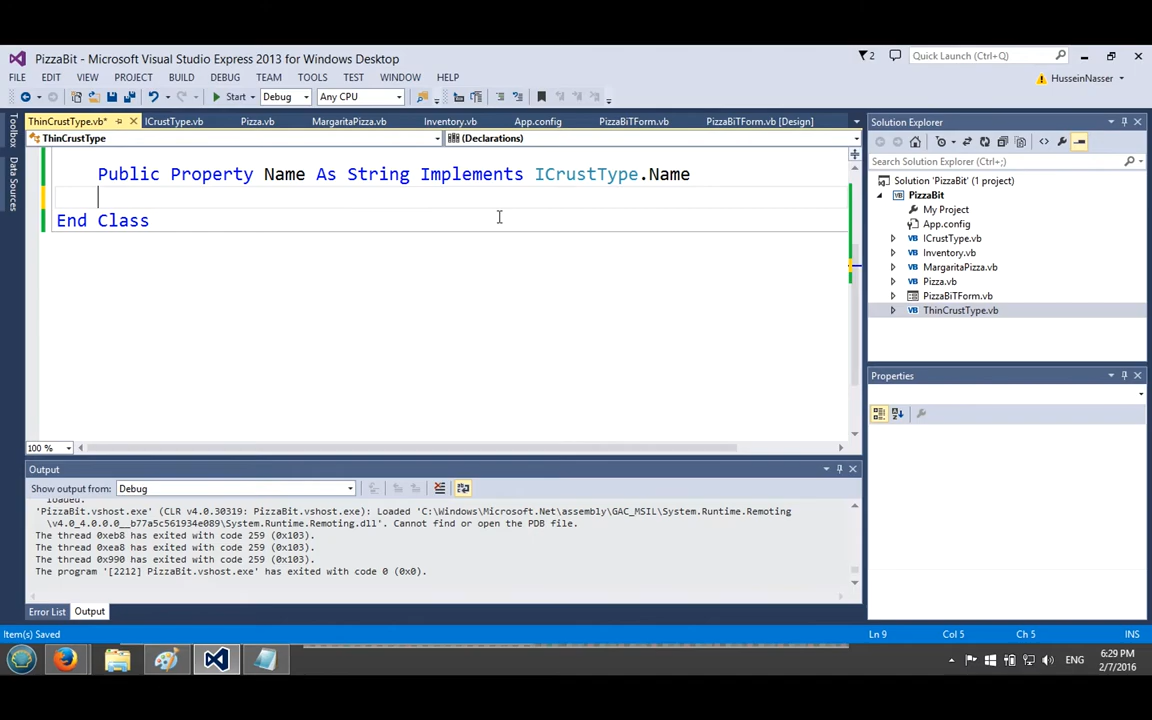 PizzaBit - Microsoft Visual Studio Express 2013 for Windows Desktop
2
Quick Launch (Ctrl+Q)
FILE EDIT VIEW PROJECT BUILD DEBUG TEAM TOOLS TEST WINDOW HELP
HusseinNasser
Start Debug Any CPU
Toolbox
Data Sources
ThinCrustType.vb* ICrustType.vb Pizza.vb MargaritaPizza.vb Inventory.vb App.config PizzaBiTForm.vb PizzaBiTForm.vb [Design]
ThinCrustType (Declarations)
Public Property Name As String Implements ICrustType.Name
End Class
100 %
Solution Explorer
Search Solution Explorer (Ctrl+;)
Solution 'PizzaBit' (1 project)
PizzaBit
My Project
App.config
ICrustType.vb
Inventory.vb
MargaritaPizza.vb
Pizza.vb
PizzaBiTForm.vb
ThinCrustType.vb
Properties
Output
Show output from: Debug
loaded.
'PizzaBit.vshost.exe' (CLR v4.0.30319: PizzaBit.vshost.exe): Loaded 'C:\Windows\Microsoft.Net\assembly\GAC_MSIL\System.Runtime.Remoting
\v4.0_4.0.0.0__b77a5c561934e089\System.Runtime.Remoting.dll'. Cannot find or open the PDB file.
The thread 0xeb8 has exited with code 259 (0x103).
The thread 0xea8 has exited with code 259 (0x103).
The thread 0x990 has exited with code 259 (0x103).
The program '[2212] PizzaBit.vshost.exe' has exited with code 0 (0x0).
Error List Output
Item(s) Saved Ln 9 Col 5 Ch 5 INS
ENG
6:29 PM
2/7/2016